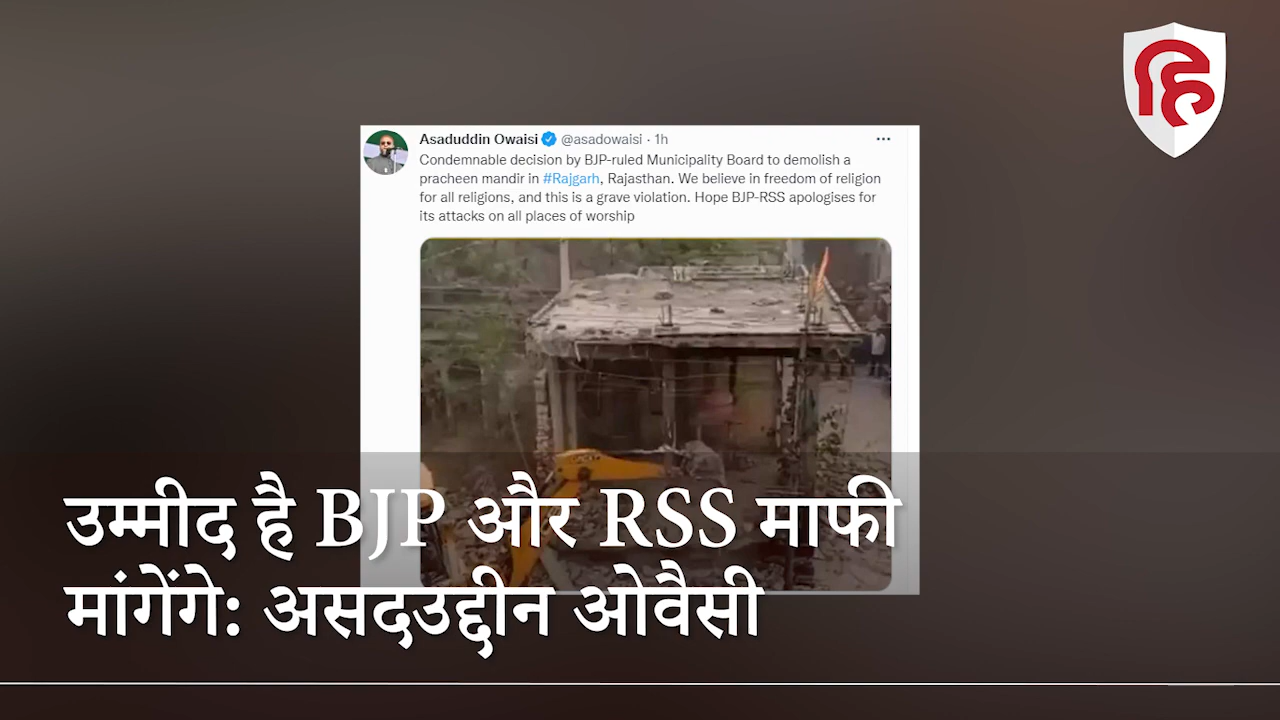 Asaduddin Owaisi @asadowaisi · 1h
Condemnable decision by BJP-ruled Municipality Board to demolish a
pracheen mandir in #Rajgarh, Rajasthan. We believe in freedom of religion
for all religions, and this is a grave violation. Hope BJP-RSS apologises for
its attacks on all places of worship
उम्मीद है BJP और RSS माफी
मांगेंगे: असदउद्दीन ओवैसी